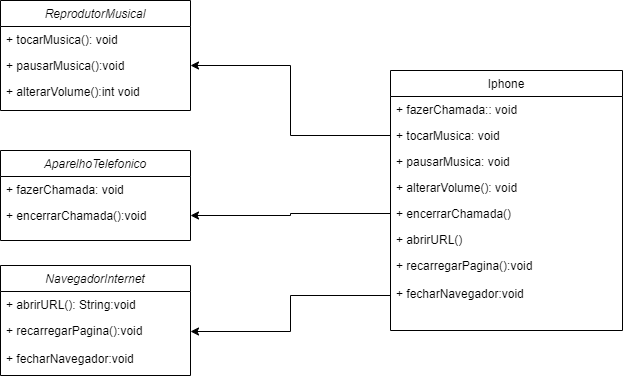 ReprodutorMusical
+ tocarMusica(): void
+ pausarMusica():void
+ alterarVolume():int void
AparelhoTelefonico
+ fazerChamada: void
+ encerrarChamada():void
NavegadorInternet
+ abrirURL(): String:void
+ recarregarPagina():void
+ fecharNavegador:void
Iphone
+ fazerChamada:: void
+ tocarMusica: void
+ pausarMusica: void
+ alterarVolume(): void
+ encerrarChamada()
+ abrirURL()
+ recarregarPagina():void
+ fecharNavegador:void